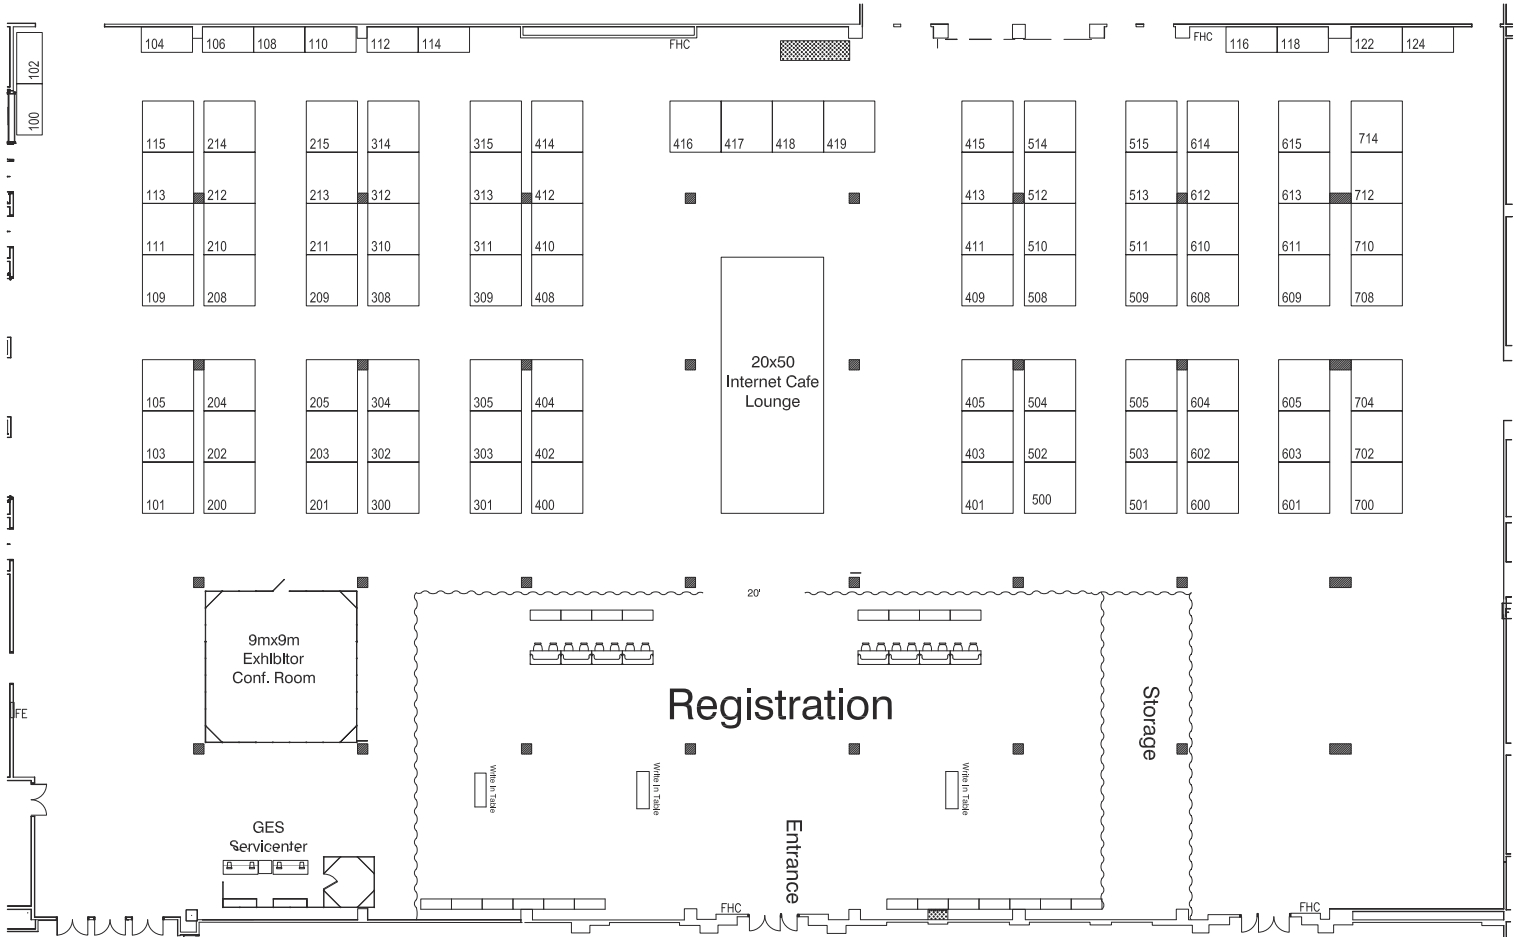 104 106 108 110 112 114 FHC FHC 116 118 122 124
102
100
115 214 215 314 315 414 416 417 418 419 415 514 515 614 615 714
113 212 213 312 313 412 413 512 513 612 613 712
111 210 211 310 311 410 411 510 511 610 611 710
109 208 209 308 309 408 409 508 509 608 609 708
20x50
Internet Cafe
Lounge
105 204 205 304 305 404 405 504 505 604 605 704
103 202 203 302 303 402 403 502 503 602 603 702
101 200 201 300 301 400 401 500 501 600 601 700
20'
9mx9m
Exhibitor
Conf. Room
Registration
Storage
FE
Write In Table
Write In Table
Write In Table
GES
Servicenter
Entrance
FHC
FHC